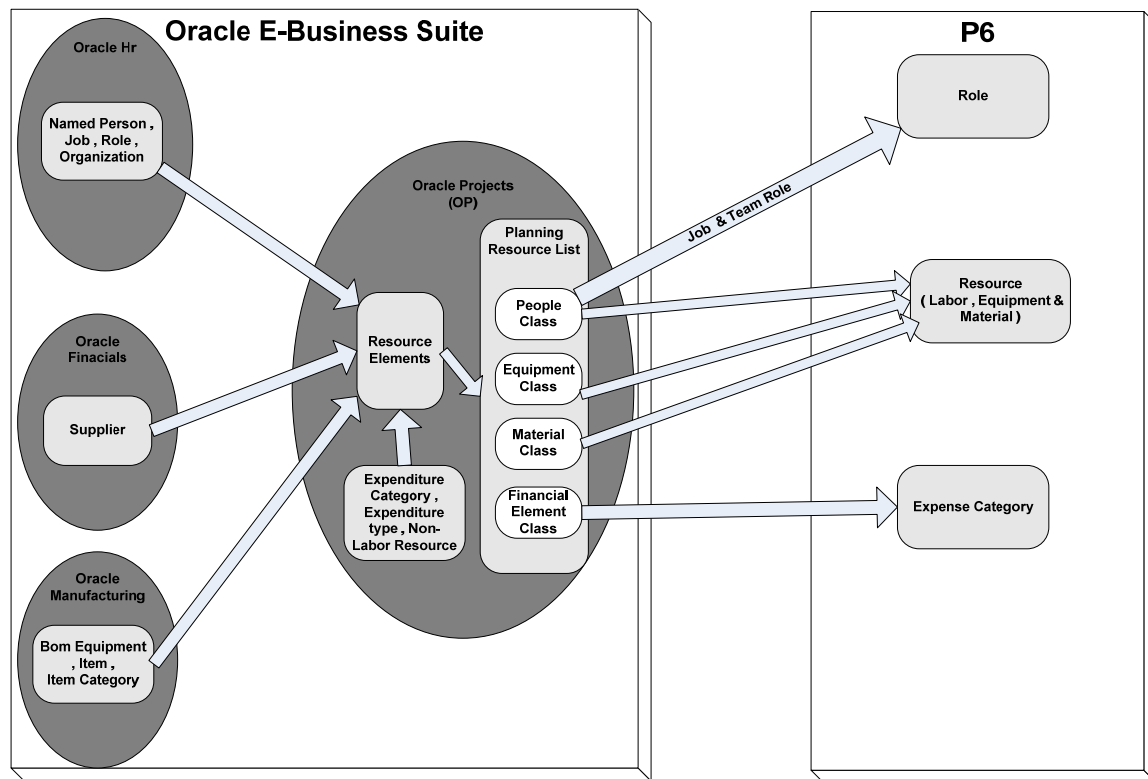 Oracle E-Business Suite
P6
Oracle Hr
Named Person ,
Job , Role ,
Organization
Oracle
Finacials
Supplier
Oracle
Manufacturing
Bom Equipment
, Item ,
Item Category
Oracle Projects
(OP)
Resource
Elements
Expenditure
Category ,
Expenditure
type , Non-
Labor Resource
Planning
Resource List
People
Class
Equipment
Class
Material
Class
Financial
Element
Class
Job & Team Role
Role
Resource
( Labor , Equipment &
Material )
Expense Category